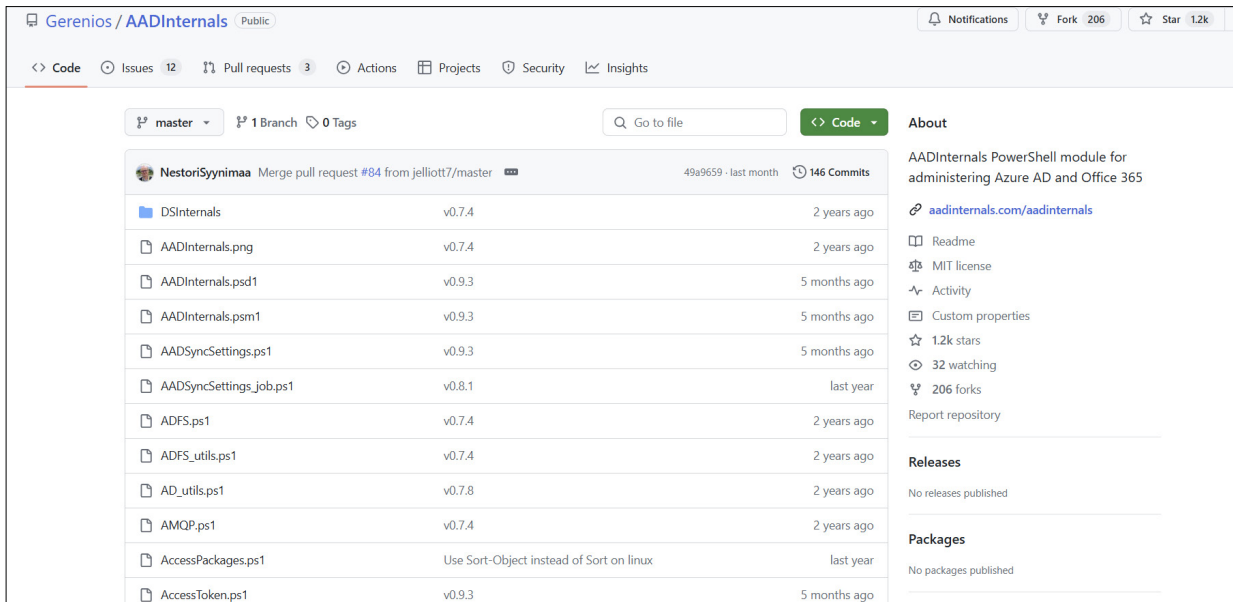 Gerenios / AADInternals Public
Notifications Fork 206 Star 1.2k
Code Issues 12 Pull requests 3 Actions Projects Security Insights
master 1 Branch 0 Tags Go to file Code
NestoriSyynimaa Merge pull request #84 from jelliott7/master 49a9659 · last month 146 Commits
DSInternals v0.7.4 2 years ago
AADInternals.png v0.7.4 2 years ago
AADInternals.psd1 v0.9.3 5 months ago
AADInternals.psm1 v0.9.3 5 months ago
AADSyncSettings.ps1 v0.9.3 5 months ago
AADSyncSettings_job.ps1 v0.8.1 last year
ADFS.ps1 v0.7.4 2 years ago
ADFS_utils.ps1 v0.7.4 2 years ago
AD_utils.ps1 v0.7.8 2 years ago
AMQP.ps1 v0.7.4 2 years ago
AccessPackages.ps1 Use Sort-Object instead of Sort on linux last year
AccessToken.ps1 v0.9.3 5 months ago
About
AADInternals PowerShell module for
administering Azure AD and Office 365
aadinternals.com/aadinternals
Readme
MIT license
Activity
Custom properties
1.2k stars
32 watching
206 forks
Report repository
Releases
No releases published
Packages
No packages published